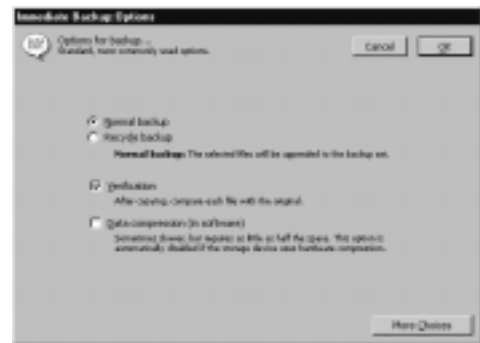 Immediate Backup: Options
Options for backup ...
Standard, most commonly used options.
Cancel
OK
Normal backup
Recycle backup
Normal backup: The selected files will be appended to the backup set.
Verification
After copying, compare each file with the original.
Data compression (in software)
Sometimes slower, but requires as little as half the space. This option is
automatically disabled if the storage device uses hardware compression.
More Choices